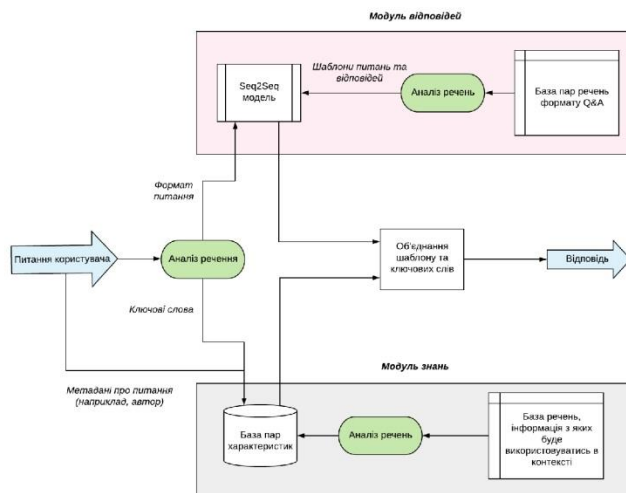 Модуль відповідей
Seq2Seq
модель
Шаблони питань та
відповідей
Аналіз речень
База пар речень
формату Q&A
Формат
питання
Питання користувача
Аналіз речення
Об'єднання
шаблону та
ключових слів
Відповідь
Ключові слова
Метадані про питання
(наприклад, автор)
Модуль знань
База пар
характеристик
Аналіз речень
База речень,
інформація з яких
буде
використовуватись в
контексті